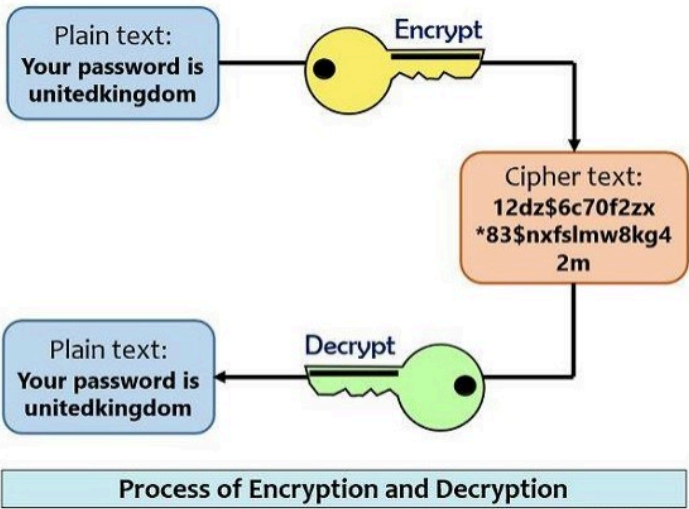 Plain text:
Your password is
unitedkingdom
Encrypt
Cipher text:
12dz$6c70f2zx
*83$nxfslmw8kg4
2m
Decrypt
Plain text:
Your password is
unitedkingdom
Process of Encryption and Decryption